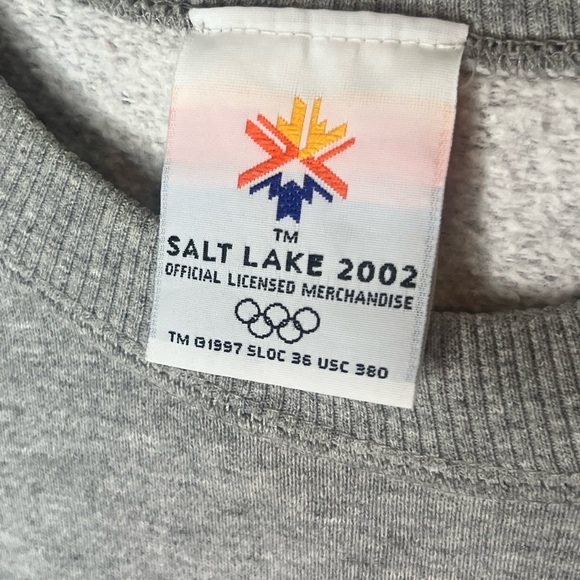 TM
SALT LAKE 2002
OFFICIAL LICENSED MERCHANDISE
TM ©1997 SLOC 36 USC 380